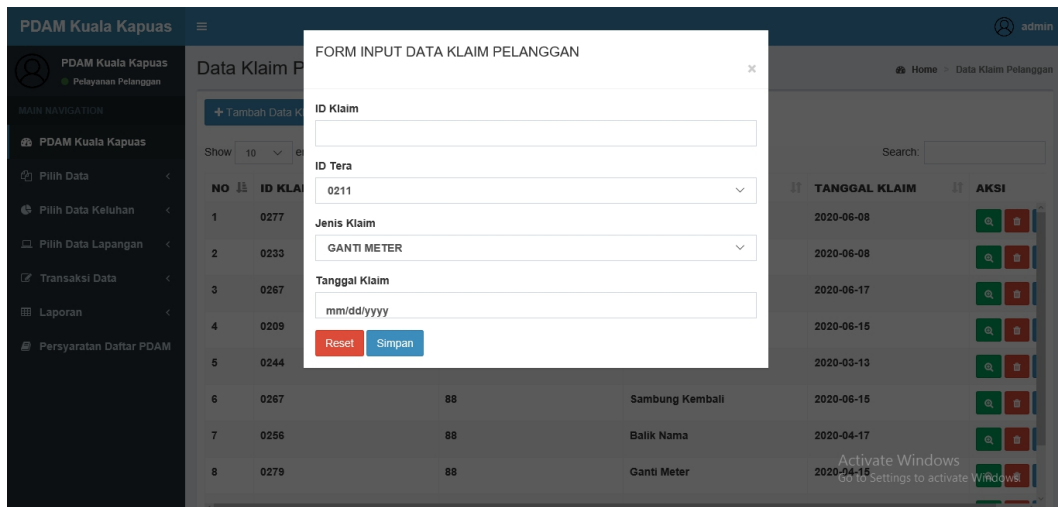 PDAM Kuala Kapuas
admin
PDAM Kuala Kapuas
Pelayanan Pelanggan
MAIN NAVIGATION
PDAM Kuala Kapuas
Pilih Data
Pilih Data Keluhan
Pilih Data Lapangan
Transaksi Data
Laporan
Persyaratan Daftar PDAM
Data Klaim P
Home > Data Klaim Pelanggan
+ Tambah Data Kl
Show 10 en
Search:
FORM INPUT DATA KLAIM PELANGGAN
×
ID Klaim
ID Tera
0211
Jenis Klaim
GANTI METER
Tanggal Klaim
mm/dd/yyyy
Reset Simpan
NO ID KLAI TANGGAL KLAIM AKSI
1 0277 2020-06-08
2 0233 2020-06-08
3 0267 2020-06-17
4 0209 2020-06-15
5 0244 2020-03-13
6 0267 88 Sambung Kembali 2020-06-15
7 0256 88 Balik Nama 2020-04-17
8 0279 88 Ganti Meter 2020-04-15
Activate Windows
Go to Settings to activate Windows.